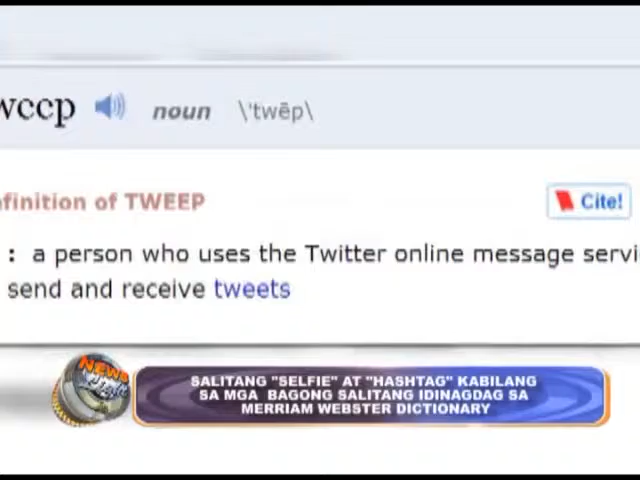 tweep noun \'twēp\
finition of TWEEP
Cite!
: a person who uses the Twitter online message servi
send and receive tweets
NEWS
SALITANG "SELFIE" AT "HASHTAG" KABILANG
SA MGA BAGONG SALITANG IDINAGDAG SA
MERRIAM WEBSTER DICTIONARY